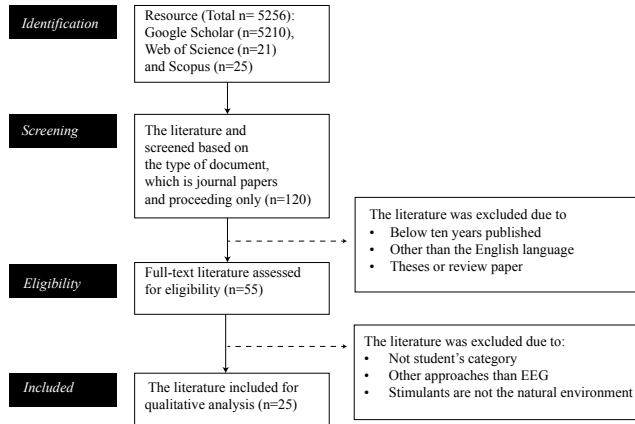 Identification
Resource (Total n= 5256):
Google Scholar (n=5210),
Web of Science (n=21)
and Scopus (n=25)
Screening
The literature and
screened based on
the type of document,
which is journal papers
and proceeding only (n=120)
The literature was excluded due to
• Below ten years published
• Other than the English language
• Theses or review paper
Eligibility
Full-text literature assessed
for eligibility (n=55)
The literature was excluded due to:
• Not student’s category
• Other approaches than EEG
• Stimulants are not the natural environment
Included
The literature included for
qualitative analysis (n=25)